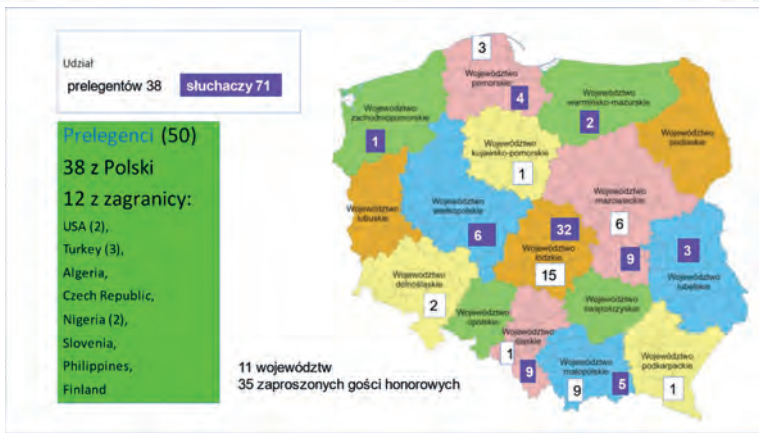 Udział
prelegentów 38 słuchaczy 71
Prelegenci (50)
38 z Polski
12 z zagranicy:
USA (2),
Turkey (3),
Algeria,
Czech Republic,
Nigeria (2),
Slovenia,
Philippines,
Finland
11 województw
35 zaproszonych gości honorowych
3
Województwo
pomorskie
4
Województwo
zachodniopomorskie
1
Województwo
warmińsko-mazurskie
2
Województwo
podlaskie
Województwo
kujawsko-pomorskie
1
Województwo
mazowieckie
6
9
Województwo
lubuskie
Województwo
wielkopolskie
6
32
Województwo
łódzkie
15
3
Województwo
lubelskie
Województwo
dolnośląskie
2
Województwo
opolskie
Województwo
śląskie
1
9
Województwo
świętokrzyskie
Województwo
małopolskie
9
5
Województwo
podkarpackie
1